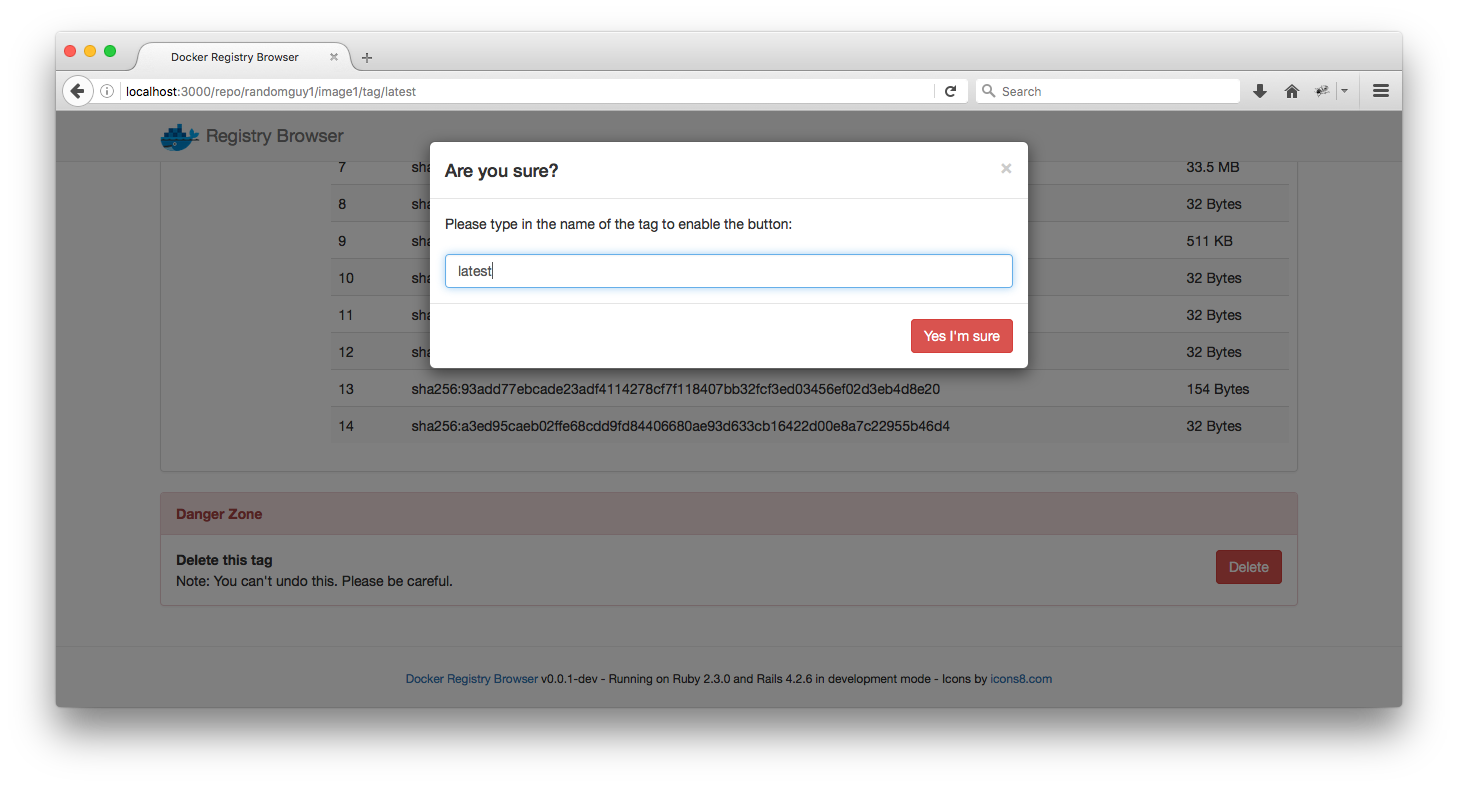 Docker Registry Browser
localhost:3000/repo/randomguy1/image1/tag/latest
Search
Registry Browser
Are you sure?
Please type in the name of the tag to enable the button:
latest
Yes I'm sure
7 sha 33.5 MB
8 sha 32 Bytes
9 sha 511 KB
10 sha 32 Bytes
11 sha 32 Bytes
12 sha 32 Bytes
13 sha256:93add77ebcade23adf4114278cf7f118407bb32fcf3ed03456ef02d3eb4d8e20 154 Bytes
14 sha256:a3ed95caeb02ffe68cdd9fd84406680ae93d633cb16422d00e8a7c22955b46d4 32 Bytes
Danger Zone
Delete this tag
Note: You can't undo this. Please be careful.
Delete
Docker Registry Browser v0.0.1-dev - Running on Ruby 2.3.0 and Rails 4.2.6 in development mode - Icons by icons8.com